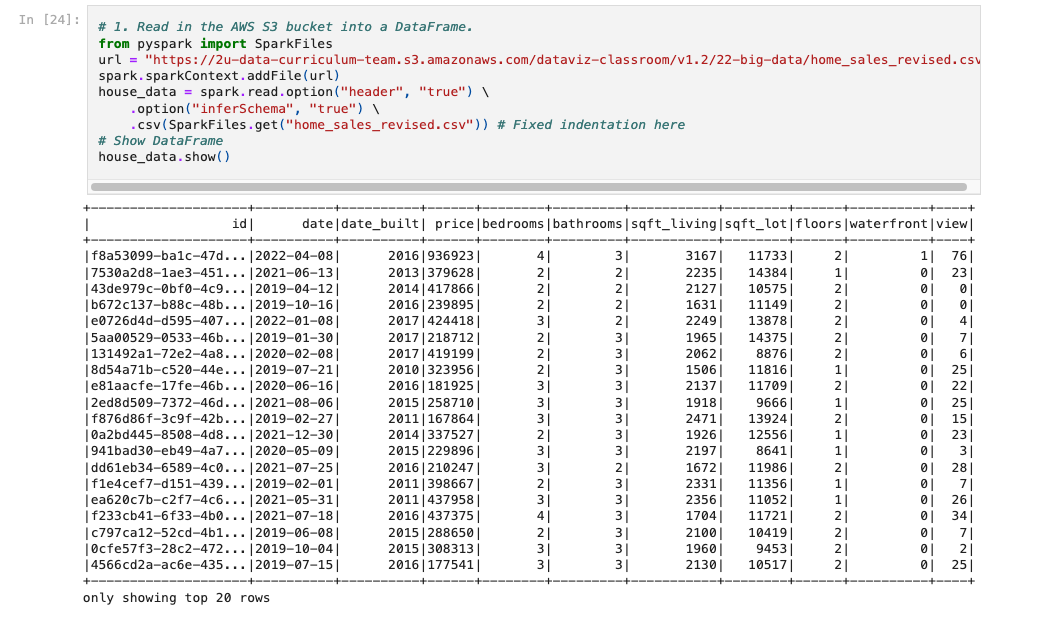 In [24]:
# 1. Read in the AWS S3 bucket into a DataFrame.
from pyspark import SparkFiles
url = "https://2u-data-curriculum-team.s3.amazonaws.com/dataviz-classroom/v1.2/22-big-data/home_sales_revised.csv
spark.sparkContext.addFile(url)
house_data = spark.read.option("header", "true") \
    .option("inferSchema", "true") \
    .csv(SparkFiles.get("home_sales_revised.csv")) # Fixed indentation here
# Show DataFrame
house_data.show()
+--------------------+----------+----------+------+--------+---------+-----------+--------+------+----------+----+
|                  id|      date|date_built| price|bedrooms|bathrooms|sqft_living|sqft_lot|floors|waterfront|view|
+--------------------+----------+----------+------+--------+---------+-----------+--------+------+----------+----+
|f8a53099-ba1c-47d...|2022-04-08|      2016|936923|       4|        3|       3167|   11733|     2|         1|  76|
|7530a2d8-1ae3-451...|2021-06-13|      2013|379628|       2|        2|       2235|   14384|     1|         0|  23|
|43de979c-0bf0-4c9...|2019-04-12|      2014|417866|       2|        2|       2127|   10575|     2|         0|   0|
|b672c137-b88c-48b...|2019-10-16|      2016|239895|       2|        2|       1631|   11149|     2|         0|   0|
|e0726d4d-d595-407...|2022-01-08|      2017|424418|       3|        2|       2249|   13878|     2|         0|   4|
|5aa00529-0533-46b...|2019-01-30|      2017|218712|       2|        3|       1965|   14375|     2|         0|   7|
|131492a1-72e2-4a8...|2020-02-08|      2017|419199|       2|        3|       2062|    8876|     2|         0|   6|
|8d54a71b-c520-44e...|2019-07-21|      2010|323956|       2|        3|       1506|   11816|     1|         0|  25|
|e81aacfe-17fe-46b...|2020-06-16|      2016|181925|       3|        3|       2137|   11709|     2|         0|  22|
|2ed8d509-7372-46d...|2021-08-06|      2015|258710|       3|        3|       1918|    9666|     1|         0|  25|
|f876d86f-3c9f-42b...|2019-02-27|      2011|167864|       3|        3|       2471|   13924|     2|         0|  15|
|0a2bd445-8508-4d8...|2021-12-30|      2014|337527|       2|        3|       1926|   12556|     1|         0|  23|
|941bad30-eb49-4a7...|2020-05-09|      2015|229896|       3|        3|       2197|    8641|     1|         0|   3|
|dd61eb34-6589-4c0...|2021-07-25|      2016|210247|       3|        2|       1672|   11986|     2|         0|  28|
|f1e4cef7-d151-439...|2019-02-01|      2011|398667|       2|        3|       2331|   11356|     1|         0|   7|
|ea620c7b-c2f7-4c6...|2021-05-31|      2011|437958|       3|        3|       2356|   11052|     1|         0|  26|
|f233cb41-6f33-4b0...|2021-07-18|      2016|437375|       4|        3|       1704|   11721|     2|         0|  34|
|c797ca12-52cd-4b1...|2019-06-08|      2015|288650|       2|        3|       2100|   10419|     2|         0|   7|
|0cfe57f3-28c2-472...|2019-10-04|      2015|308313|       3|        3|       1960|    9453|     2|         0|   2|
|4566cd2a-ac6e-435...|2019-07-15|      2016|177541|       3|        3|       2130|   10517|     2|         0|  25|
+--------------------+----------+----------+------+--------+---------+-----------+--------+------+----------+----+
only showing top 20 rows